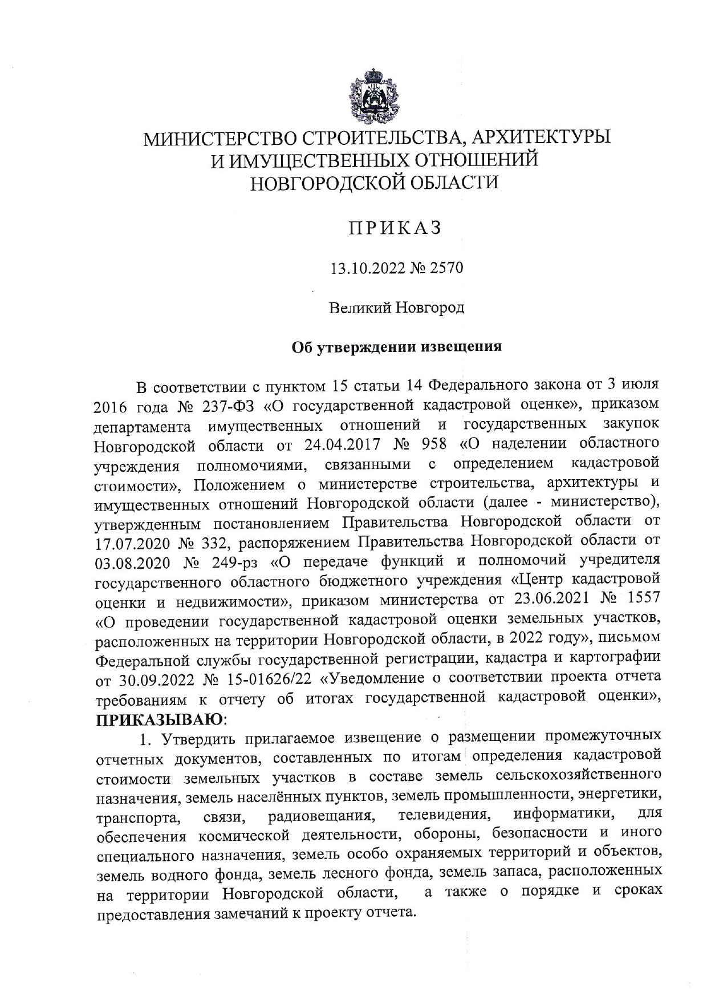 МИНИСТЕРСТВО СТРОИТЕЛЬСТВА, АРХИТЕКТУРЫ
И ИМУЩЕСТВЕННЫХ ОТНОШЕНИЙ
НОВГОРОДСКОЙ ОБЛАСТИ
ПРИКАЗ
13.10.2022 № 2570
Великий Новгород
Об утверждении извещения
В соответствии с пунктом 15 статьи 14 Федерального закона от 3 июля
2016 года № 237-ФЗ «О государственной кадастровой оценке», приказом
департамента имущественных отношений и государственных закупок
Новгородской области от 24.04.2017 № 958 «О наделении областного
учреждения полномочиями, связанными с определением кадастровой
стоимости», Положением о министерстве строительства, архитектуры и
имущественных отношений Новгородской области (далее - министерство),
утвержденным постановлением Правительства Новгородской области от
17.07.2020 № 332, распоряжением Правительства Новгородской области от
03.08.2020 № 249-рз «О передаче функций и полномочий учредителя
государственного областного бюджетного учреждения «Центр кадастровой
оценки и недвижимости», приказом министерства от 23.06.2021 № 1557
«О проведении государственной кадастровой оценки земельных участков,
расположенных на территории Новгородской области, в 2022 году», письмом
Федеральной службы государственной регистрации, кадастра и картографии
от 30.09.2022 № 15-01626/22 «Уведомление о соответствии проекта отчета
требованиям к отчету об итогах государственной кадастровой оценки»,
ПРИКАЗЫВАЮ:
1. Утвердить прилагаемое извещение о размещении промежуточных
отчетных документов, составленных по итогам определения кадастровой
стоимости земельных участков в составе земель сельскохозяйственного
назначения, земель населённых пунктов, земель промышленности, энергетики,
транспорта, связи, радиовещания, телевидения, информатики, для
обеспечения космической деятельности, обороны, безопасности и иного
специального назначения, земель особо охраняемых территорий и объектов,
земель водного фонда, земель лесного фонда, земель запаса, расположенных
на территории Новгородской области, а также о порядке и сроках
предоставления замечаний к проекту отчета.